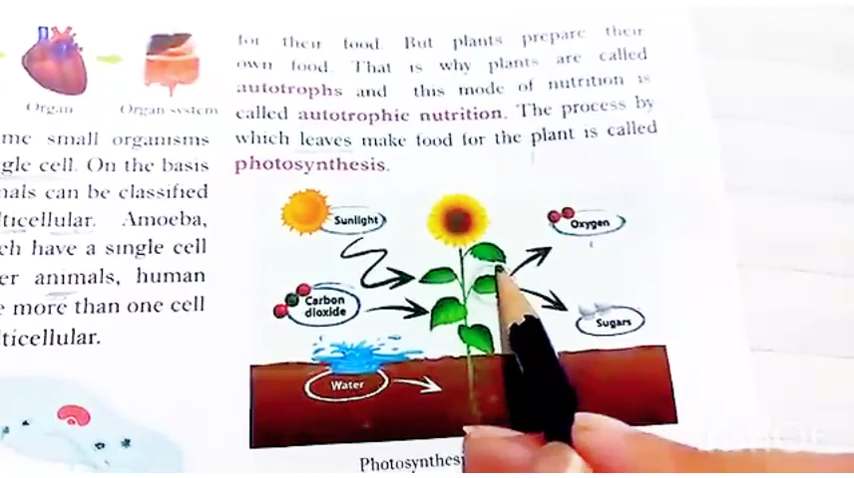 Organ
Organ system
me small organisms
gle cell. On the basis
nals can be classified
lticellular. Amoeba,
ch have a single cell
er animals, human
e more than one cell
lticellular.
for their food. But plants prepare their
own food. That is why plants are called
autotrophs and this mode of nutrition is
called autotrophic nutrition. The process by
which leaves make food for the plant is called
photosynthesis.
Sunlight
Oxygen
Carbon
dioxide
Sugars
Water
Photosynthes